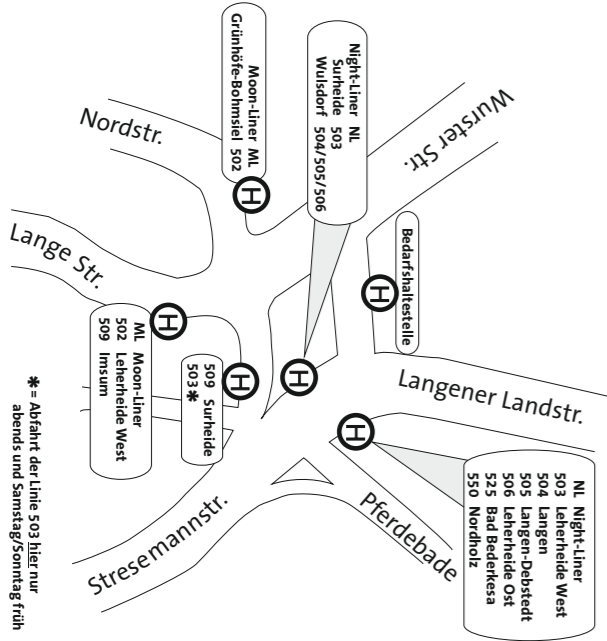 Night-Liner NL
Surheide 503
Wulsdorf 504/505/506
Moon-Liner ML
Grünhöfe-Bohmsiel 502
H
Nordstr.
Wurster Str.
Bedarfshaltestelle
H
Lange Str.
H
ML Moon-Liner
502 Leherheide West
509 Imsum
H
509 Surheide
503*
H
Langener Landstr.
H
NL Night-Liner
503 Leherheide West
504 Langen
505 Langen-Debstedt
506 Leherheide Ost
525 Bad Bederkesa
550 Nordholz
Pferdebade
Stresemannstr.
* = Abfahrt der Linie 503 hier nur
abends und Samstag/Sonntag früh